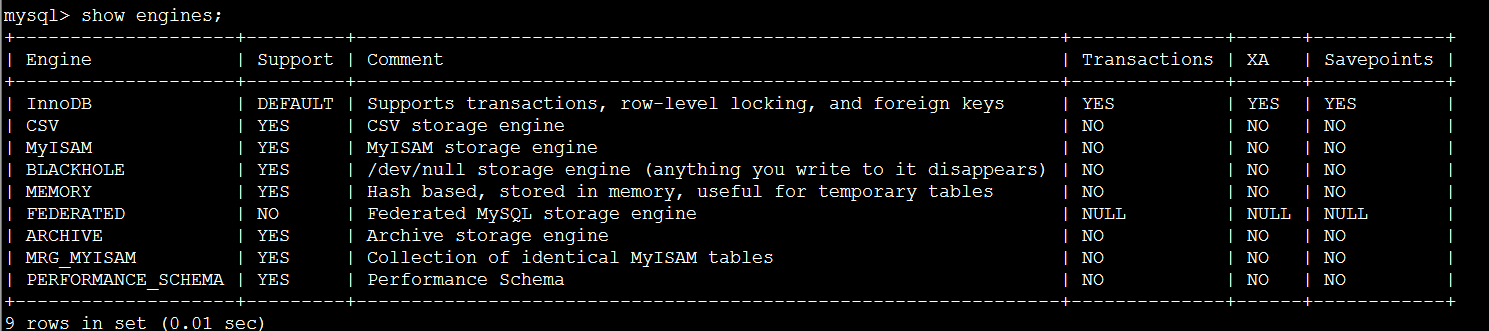 mysql> show engines;
+--------------------+---------+----------------------------------------------------------------+--------------+------+------------+
| Engine             | Support | Comment                                                        | Transactions | XA   | Savepoints |
+--------------------+---------+----------------------------------------------------------------+--------------+------+------------+
| InnoDB             | DEFAULT | Supports transactions, row-level locking, and foreign keys     | YES          | YES  | YES        |
| CSV                | YES     | CSV storage engine                                             | NO           | NO   | NO         |
| MyISAM             | YES     | MyISAM storage engine                                          | NO           | NO   | NO         |
| BLACKHOLE          | YES     | /dev/null storage engine (anything you write to it disappears) | NO           | NO   | NO         |
| MEMORY             | YES     | Hash based, stored in memory, useful for temporary tables      | NO           | NO   | NO         |
| FEDERATED          | NO      | Federated MySQL storage engine                                 | NULL         | NULL | NULL       |
| ARCHIVE            | YES     | Archive storage engine                                         | NO           | NO   | NO         |
| MRG_MYISAM         | YES     | Collection of identical MyISAM tables                          | NO           | NO   | NO         |
| PERFORMANCE_SCHEMA | YES     | Performance Schema                                             | NO           | NO   | NO         |
+--------------------+---------+----------------------------------------------------------------+--------------+------+------------+
9 rows in set (0.01 sec)